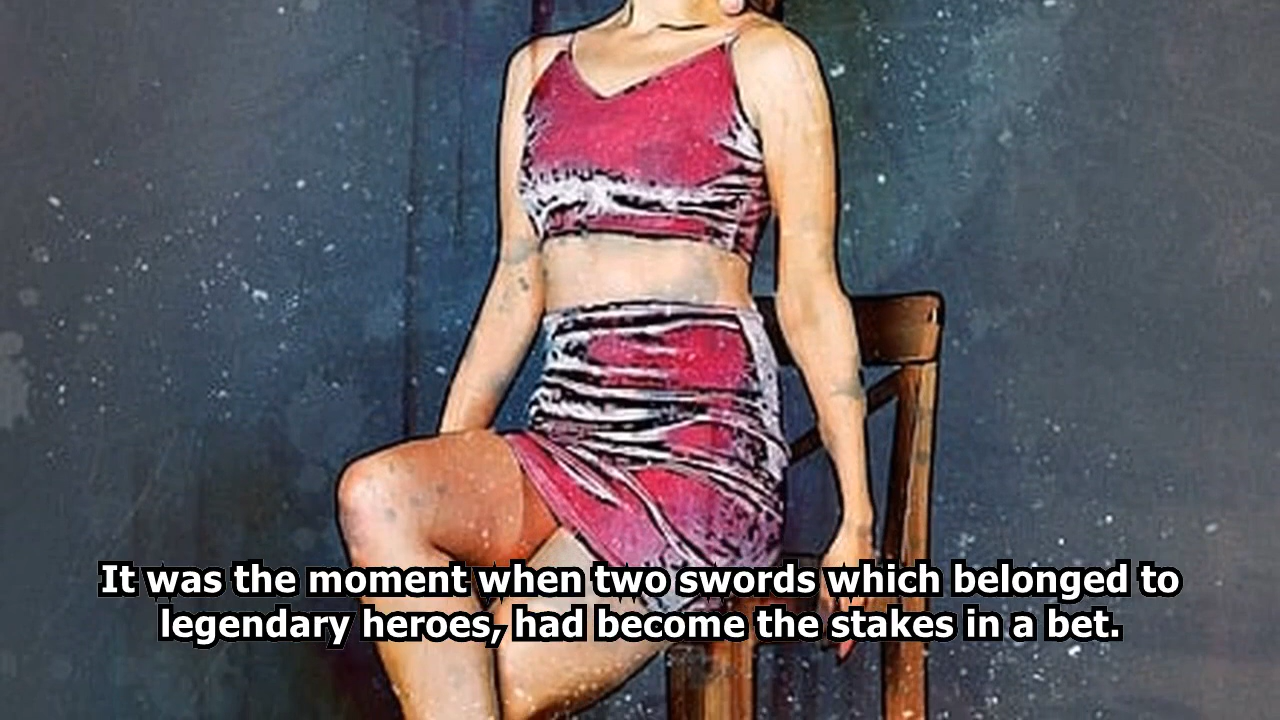 It was the moment when two swords which belonged to
legendary heroes, had become the stakes in a bet.